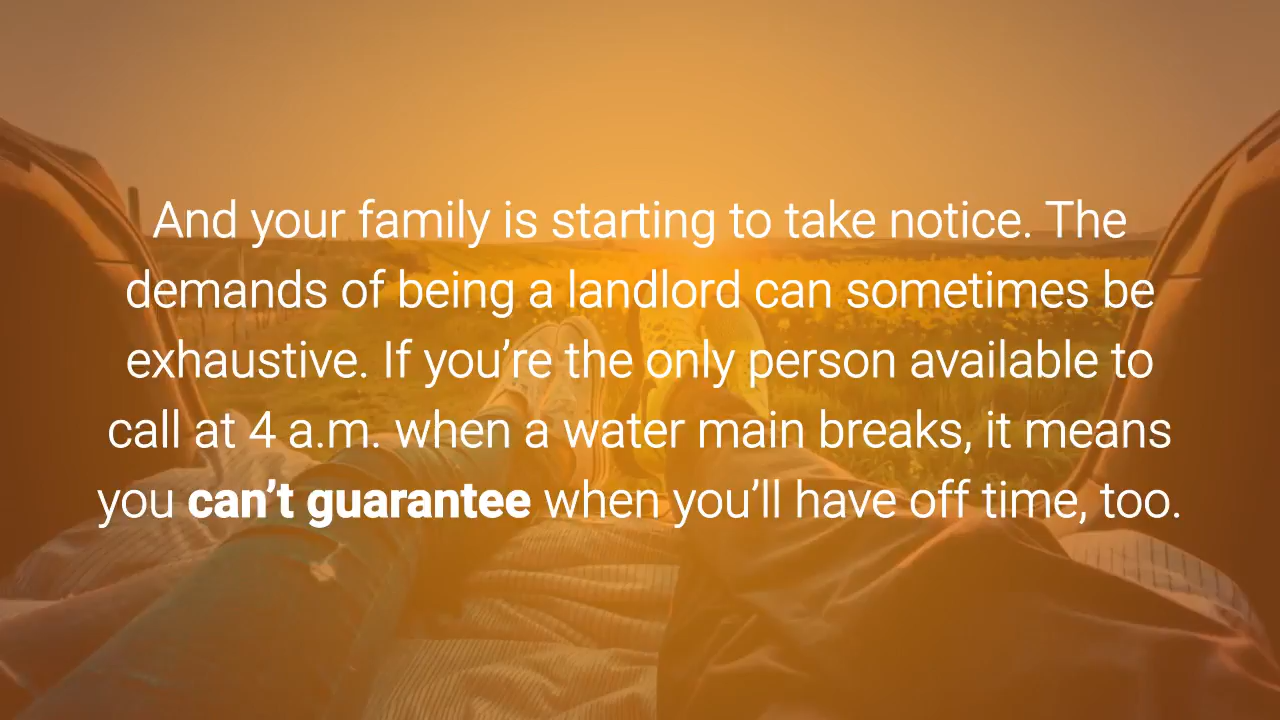 And your family is starting to take notice. The
demands of being a landlord can sometimes be
exhaustive. If you’re the only person available to
call at 4 a.m. when a water main breaks, it means
you can’t guarantee when you’ll have off time, too.